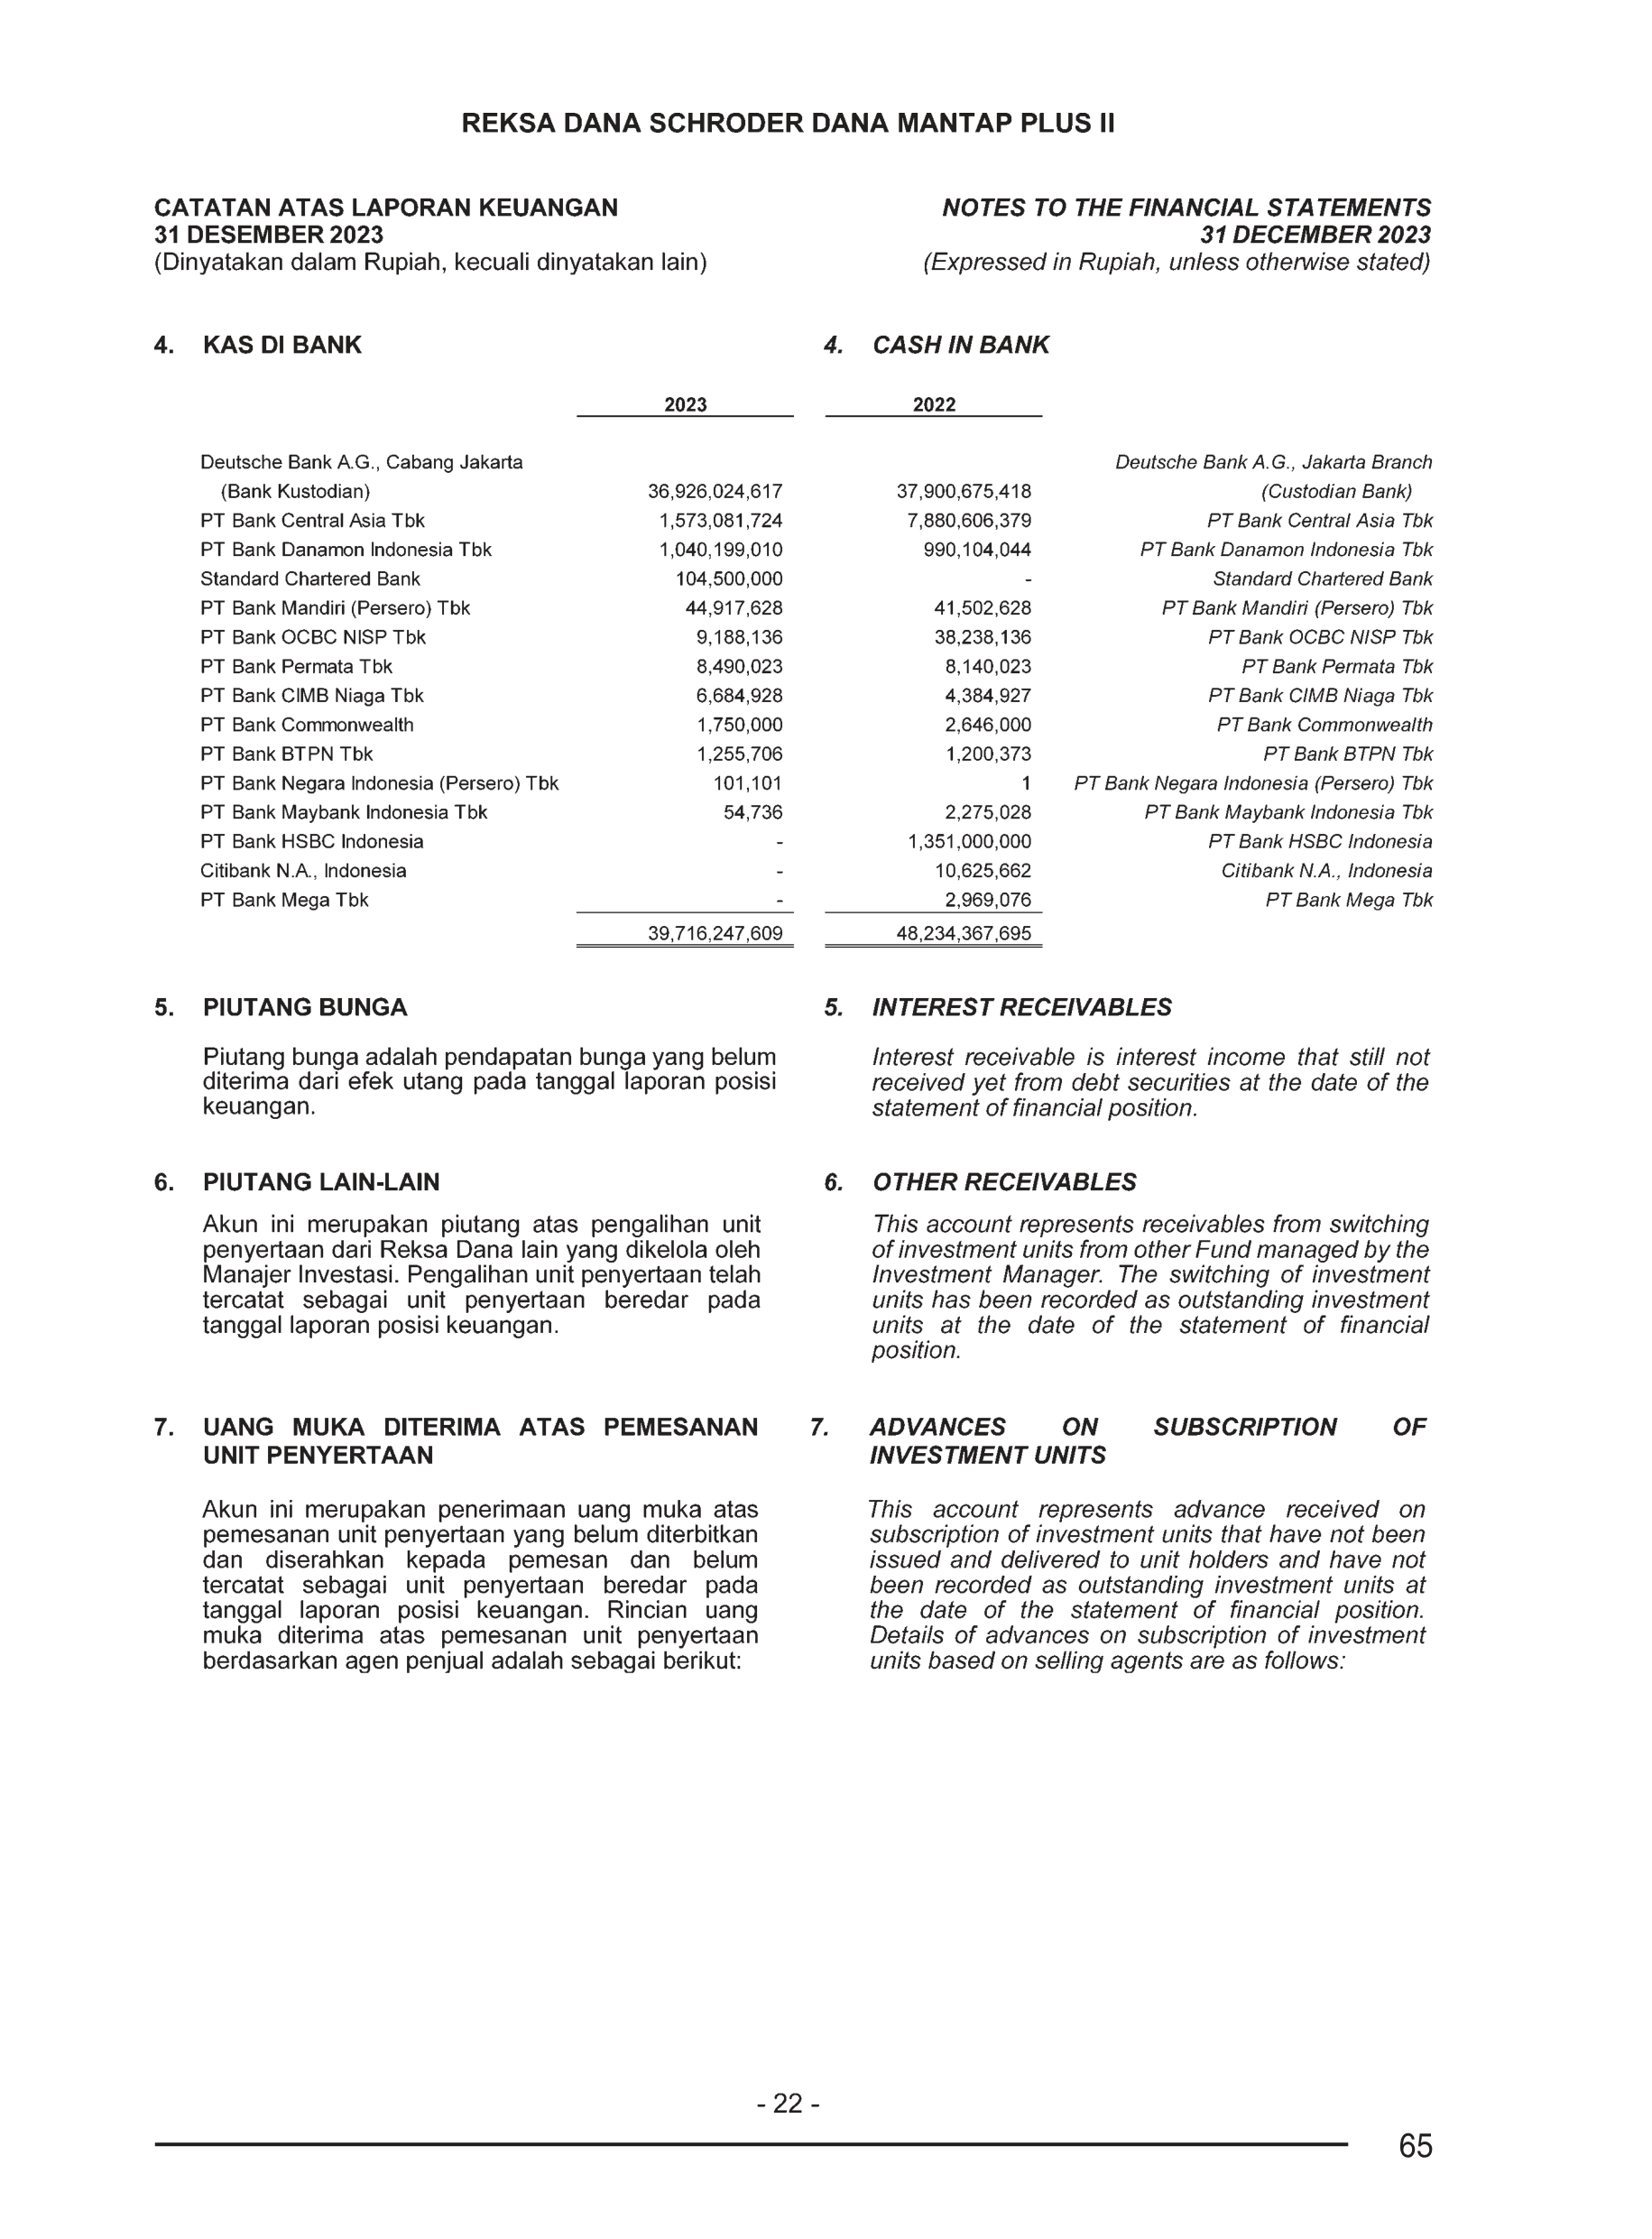 REKSA DANA SCHRODER DANA MANTAP PLUS II
CATATAN ATAS LAPORAN KEUANGAN
31 DESEMBER 2023
(Dinyatakan dalam Rupiah, kecuali dinyatakan lain)
NOTES TO THE FINANCIAL STATEMENTS
31 DECEMBER 2023
(Expressed in Rupiah, unless otherwise stated)
4. KAS DI BANK 4. CASH IN BANK
2023 2022
Deutsche Bank A.G., Cabang Jakarta Deutsche Bank A.G., Jakarta Branch
(Bank Kustodian) 36,926,024,617 37,900,675,418 (Custodian Bank)
PT Bank Central Asia Tbk 1,573,081,724 7,880,606,379 PT Bank Central Asia Tbk
PT Bank Danamon Indonesia Tbk 1,040,199,010 990,104,044 PT Bank Danamon Indonesia Tbk
Standard Chartered Bank 104,500,000 - Standard Chartered Bank
PT Bank Mandiri (Persero) Tbk 44,917,628 41,502,628 PT Bank Mandiri (Persero) Tbk
PT Bank OCBC NISP Tbk 9,188,136 38,238,136 PT Bank OCBC NISP Tbk
PT Bank Permata Tbk 8,490,023 8,140,023 PT Bank Permata Tbk
PT Bank CIMB Niaga Tbk 6,684,928 4,384,927 PT Bank CIMB Niaga Tbk
PT Bank Commonwealth 1,750,000 2,646,000 PT Bank Commonwealth
PT Bank BTPN Tbk 1,255,706 1,200,373 PT Bank BTPN Tbk
PT Bank Negara Indonesia (Persero) Tbk 101,101 1 PT Bank Negara Indonesia (Persero) Tbk
PT Bank Maybank Indonesia Tbk 54,736 2,275,028 PT Bank Maybank Indonesia Tbk
PT Bank HSBC Indonesia - 1,351,000,000 PT Bank HSBC Indonesia
Citibank N.A., Indonesia - 10,625,662 Citibank N.A., Indonesia
PT Bank Mega Tbk - 2,969,076 PT Bank Mega Tbk
39,716,247,609 48,234,367,695
5. PIUTANG BUNGA
Piutang bunga adalah pendapatan bunga yang belum
diterima dari efek utang pada tanggal laporan posisi
keuangan.
5. INTEREST RECEIVABLES
Interest receivable is interest income that still not
received yet from debt securities at the date of the
statement of financial position.
6. PIUTANG LAIN-LAIN
Akun ini merupakan piutang atas pengalihan unit
penyertaan dari Reksa Dana lain yang dikelola oleh
Manajer Investasi. Pengalihan unit penyertaan telah
tercatat sebagai unit penyertaan beredar pada
tanggal laporan posisi keuangan.
6. OTHER RECEIVABLES
This account represents receivables from switching
of investment units from other Fund managed by the
Investment Manager. The switching of investment
units has been recorded as outstanding investment
units at the date of the statement of financial
position.
7. UANG MUKA DITERIMA ATAS PEMESANAN
UNIT PENYERTAAN
Akun ini merupakan penerimaan uang muka atas
pemesanan unit penyertaan yang belum diterbitkan
dan diserahkan kepada pemesan dan belum
tercatat sebagai unit penyertaan beredar pada
tanggal laporan posisi keuangan. Rincian uang
muka diterima atas pemesanan unit penyertaan
berdasarkan agen penjual adalah sebagai berikut:
7. ADVANCES ON SUBSCRIPTION OF
INVESTMENT UNITS
This account represents advance received on
subscription of investment units that have not been
issued and delivered to unit holders and have not
been recorded as outstanding investment units at
the date of the statement of financial position.
Details of advances on subscription of investment
units based on selling agents are as follows:
- 22 -
65